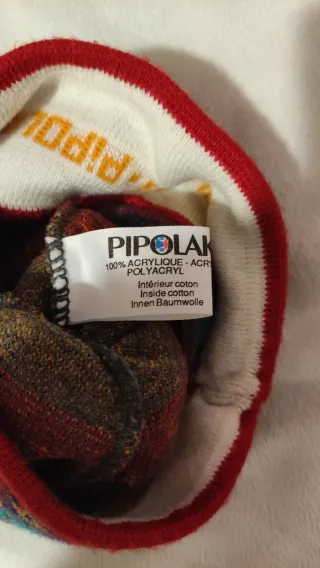 PIPOLAK
100% ACRYLIQUE - ACRY
POLYACRYL
Intérieur coton
Inside cotton
Innen Baumwolle